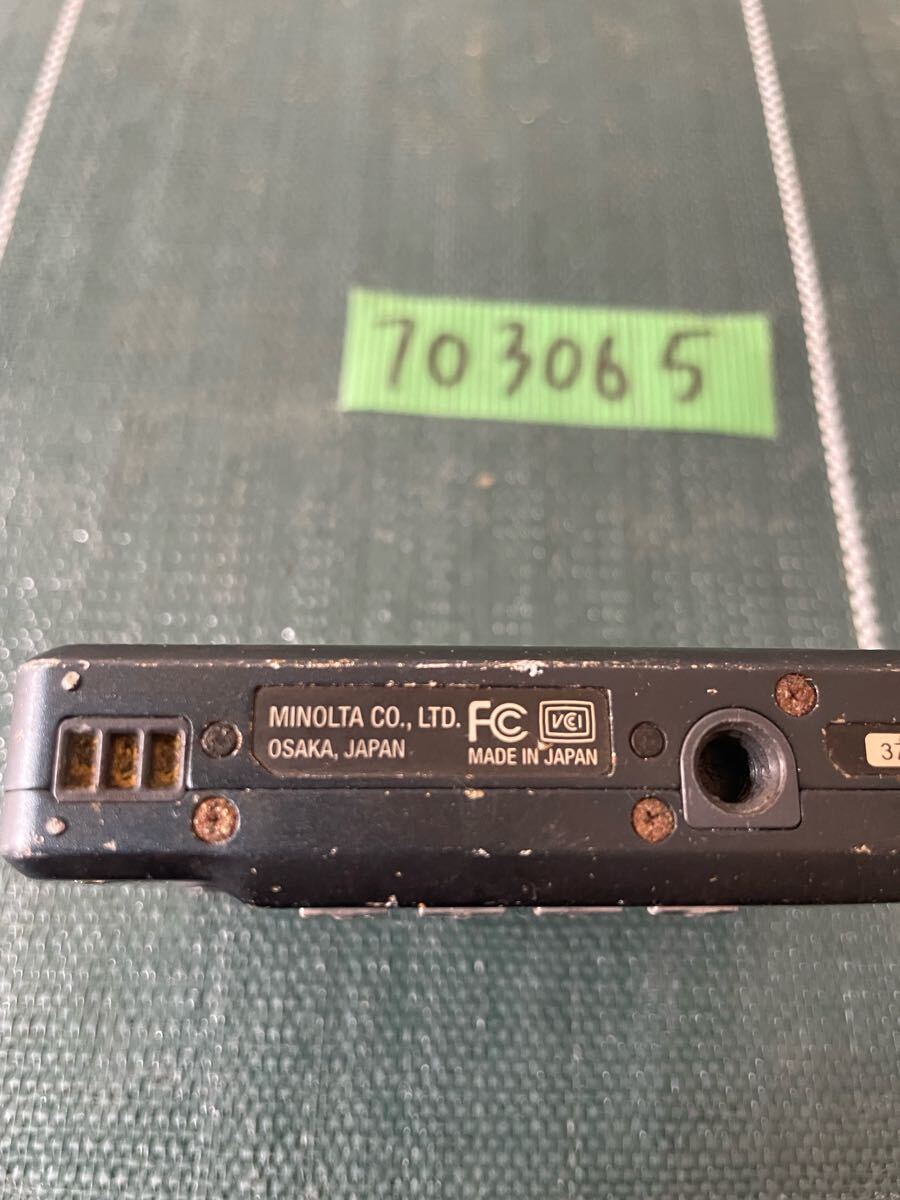 703065
MINOLTA CO., LTD. FC VCI
OSAKA, JAPAN MADE IN JAPAN
37